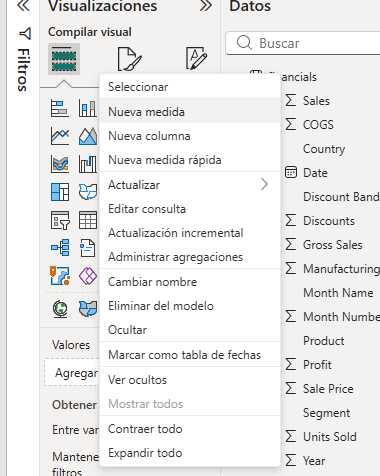 Visualizaciones
Datos
Compilar visual
Buscar
Filtros
Seleccionar
Nueva medida
Nueva columna
Nueva medida rápida
Actualizar
Editar consulta
Actualización incremental
Administrar agregaciones
Cambiar nombre
Eliminar del modelo
Ocultar
Marcar como tabla de fechas
Ver ocultos
Mostrar todos
Contraer todo
Expandir todo
Valores
Agregar
Obtener
Entre var
Mantene
filtros
financials
Sales
COGS
Country
Date
Discount Band
Discounts
Gross Sales
Manufacturing
Month Name
Month Numbe
Product
Profit
Sale Price
Segment
Units Sold
Year